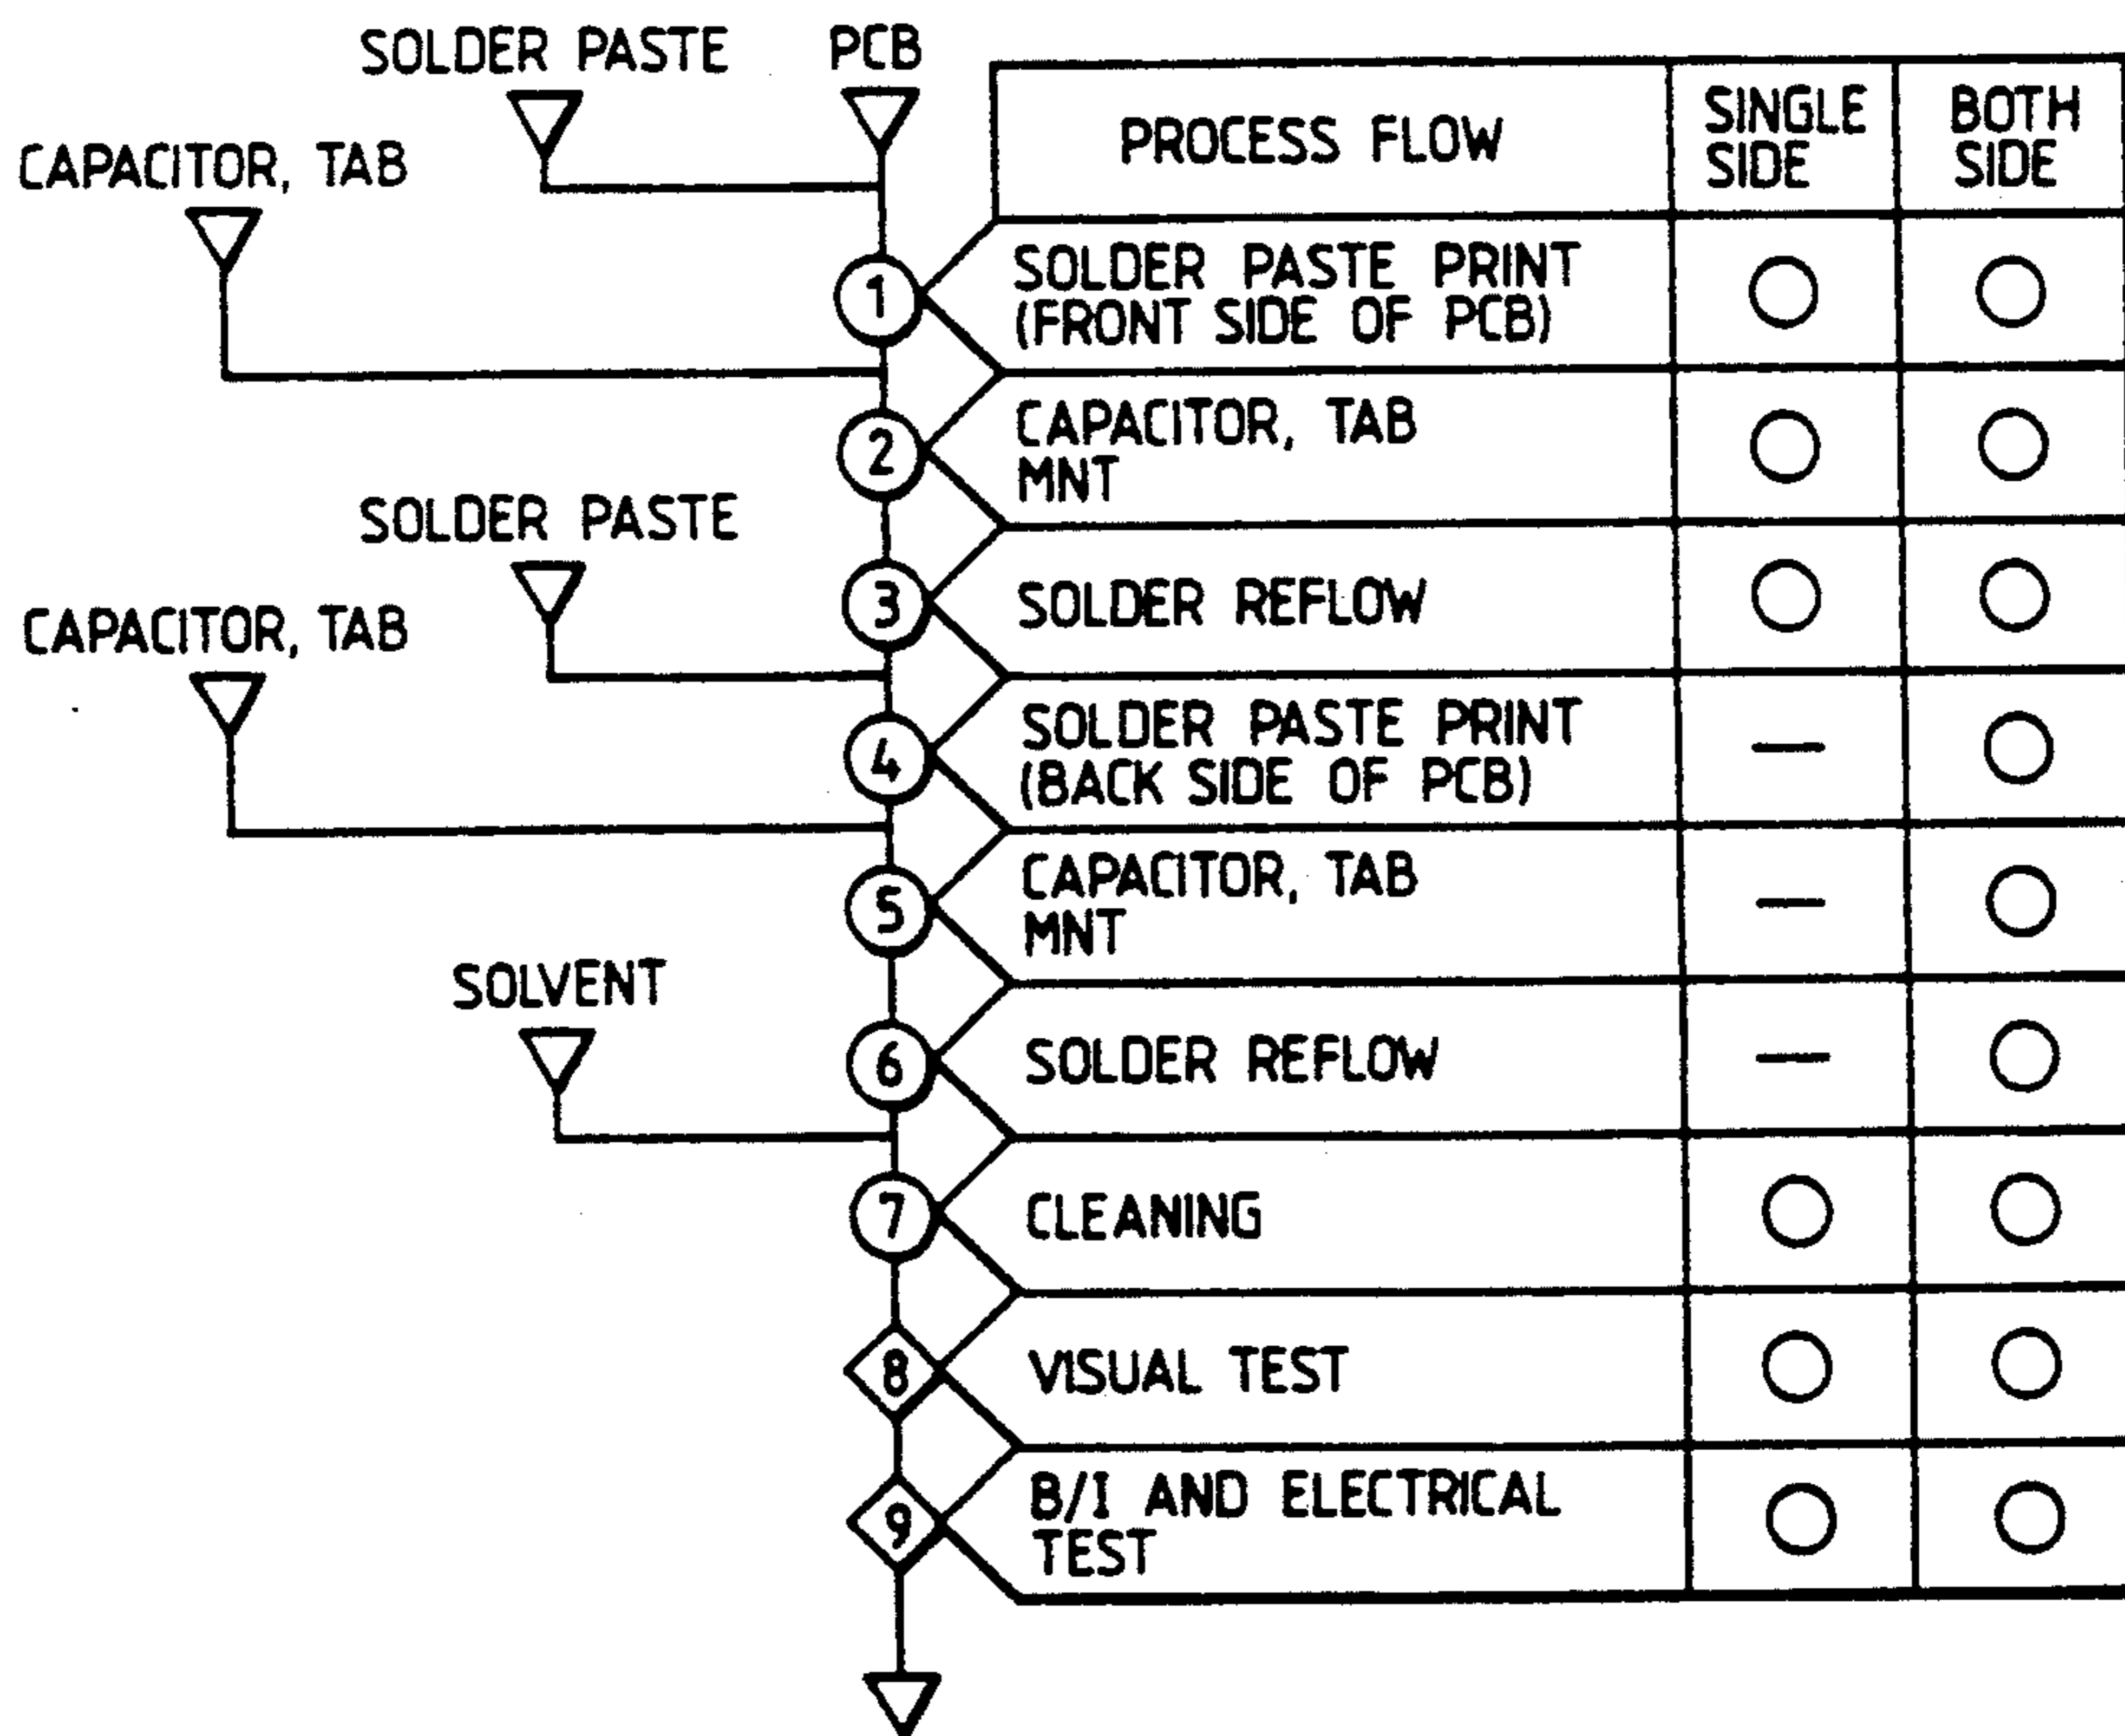 SOLDER PASTE
PCB
CAPACITOR, TAB
SOLDER PASTE
CAPACITOR, TAB
SOLVENT
PROCESS FLOW
SINGLE
SIDE
BOTH
SIDE
1
SOLDER PASTE PRINT
(FRONT SIDE OF PCB)
2
CAPACITOR, TAB
MNT
3
SOLDER REFLOW
4
SOLDER PASTE PRINT
(BACK SIDE OF PCB)
5
CAPACITOR, TAB
MNT
6
SOLDER REFLOW
7
CLEANING
8
VISUAL TEST
9
B/I AND ELECTRICAL
TEST